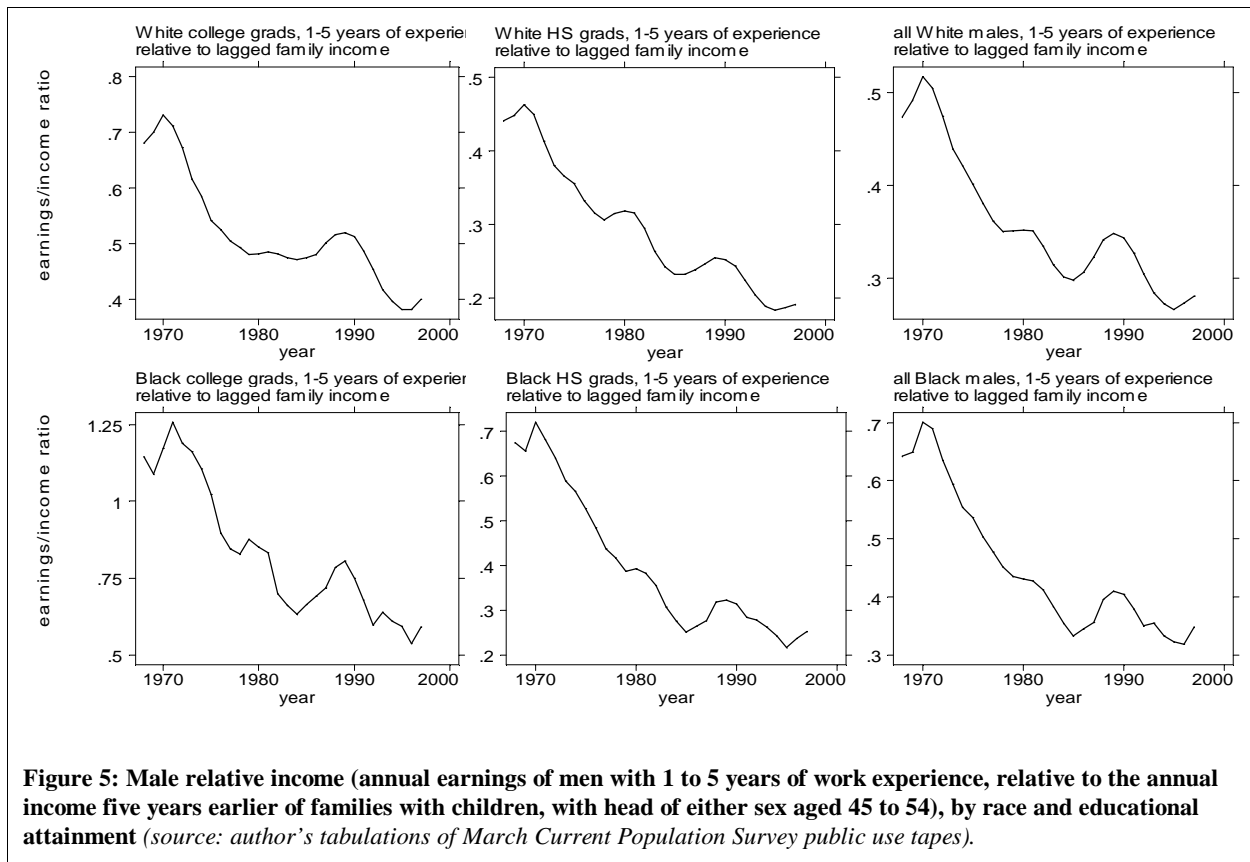 White college grads, 1-5 years of experier
relative to lagged family income
White HS grads, 1-5 years of experience
relative to lagged family income
all White males, 1-5 years of experience
relative to lagged family income
earnings/income ratio
.8
.7
.6
.5
.4
1970
1980
1990
2000
year
.5
.4
.3
.2
1970
1980
1990
2000
year
.5
.4
.3
1970
1980
1990
2000
year
Black college grads, 1-5 years of experier
relative to lagged family income
Black HS grads, 1-5 years of experience
relative to lagged family income
all Black males, 1-5 years of experience
relative to lagged family income
earnings/income ratio
1.25
1
.75
.5
1970
1980
1990
2000
year
.7
.6
.5
.4
.3
.2
1970
1980
1990
2000
year
.7
.6
.5
.4
.3
1970
1980
1990
2000
year
Figure 5: Male relative income (annual earnings of men with 1 to 5 years of work experience, relative to the annual
income five years earlier of families with children, with head of either sex aged 45 to 54), by race and educational
attainment (source: author's tabulations of March Current Population Survey public use tapes).